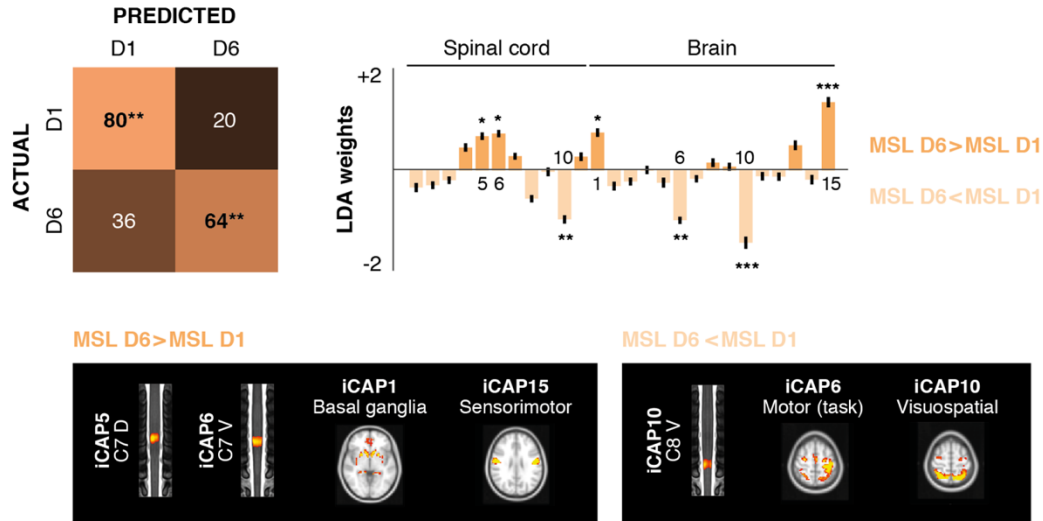 PREDICTED
D1 D6
ACTUAL
D1 80** 20
D6 36 64**
Spinal cord Brain
LDA weights
+2
-2
* * * ***
10 6 10
5 6 1 15
** ** ***
MSL D6>MSL D1
MSL D6<MSL D1
MSL D6>MSL D1
iCAP5
C7 D
iCAP6
C7 V
iCAP1
Basal ganglia
iCAP15
Sensorimotor
MSL D6 <MSL D1
iCAP10
C8 V
iCAP6
Motor (task)
iCAP10
Visuospatial